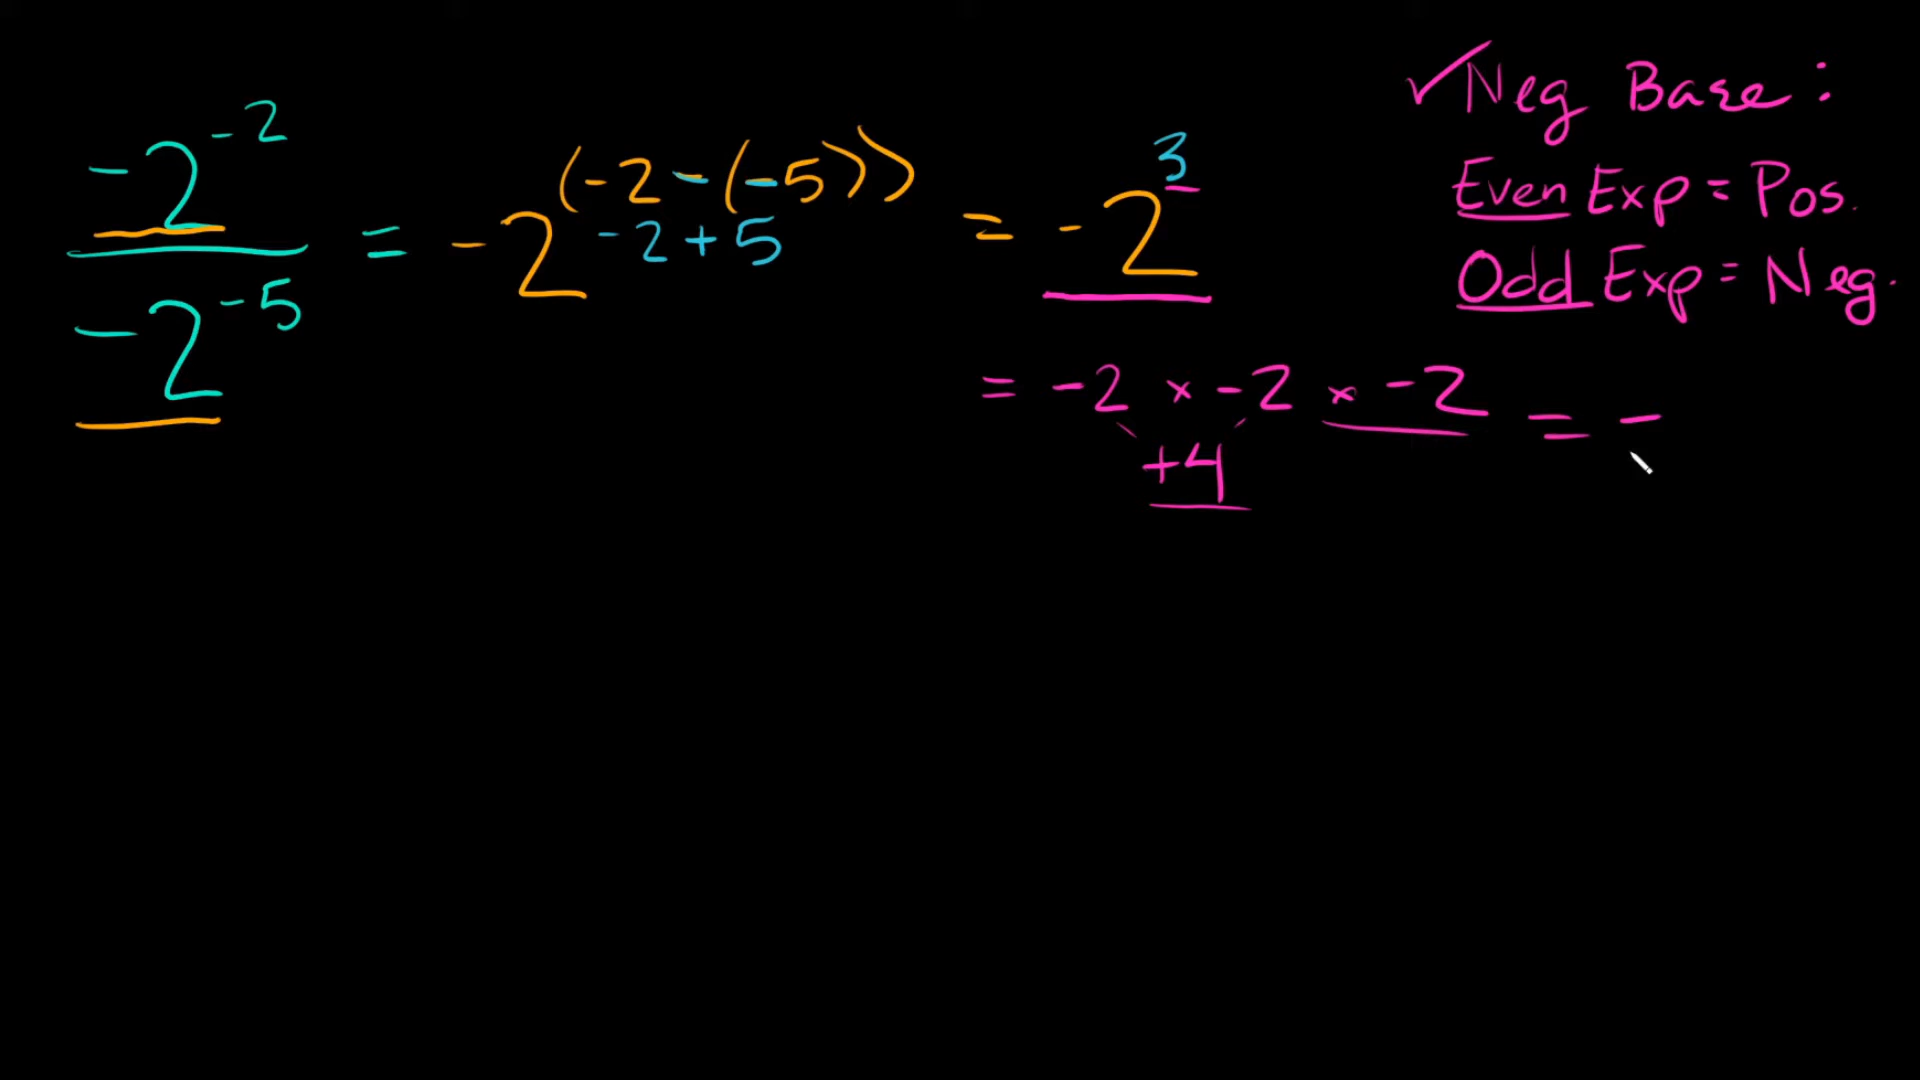 -2^-2 / -2^-5 = -2^(-2-(-5)) = -2^3
-2+5
✓Neg Base:
Even Exp = Pos.
Odd Exp = Neg.
= -2 × -2 × -2 = -
+4